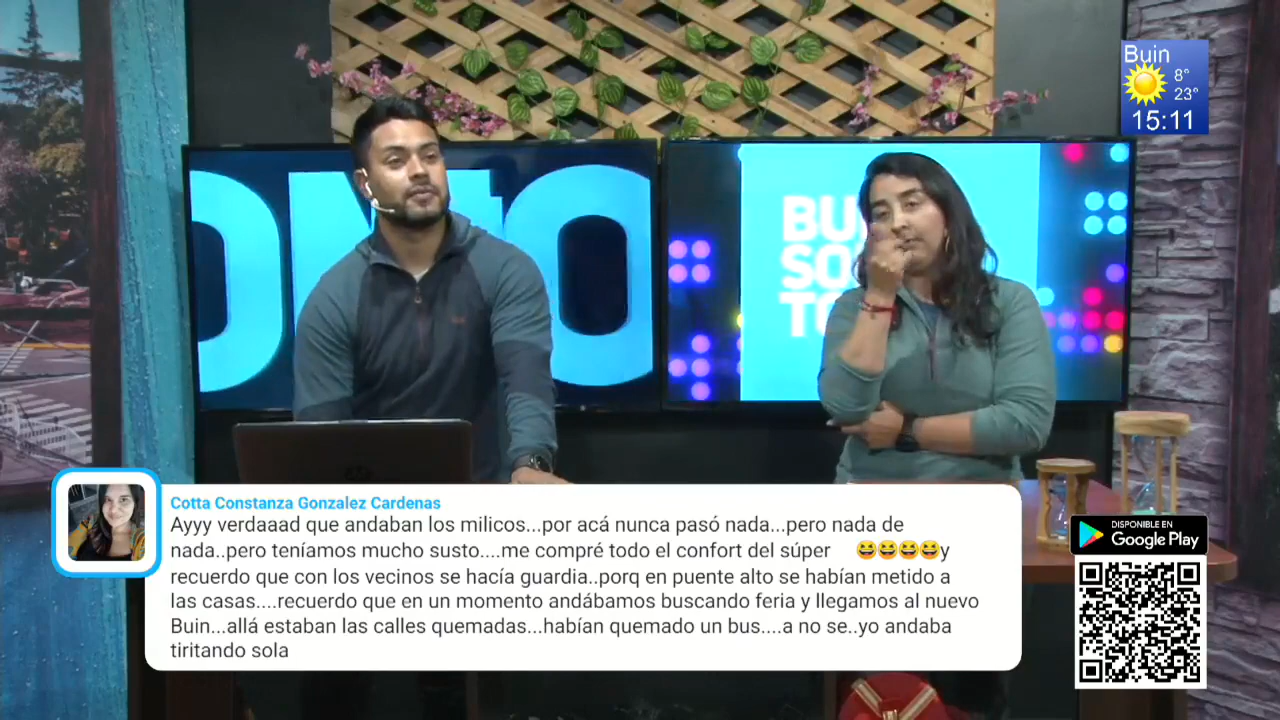 Buin
8°
23°
15:11
BU
SO
TO
Cotta Constanza Gonzalez Cardenas
Ayyy verdaaad que andaban los milicos...por acá nunca pasó nada...pero nada de
nada..pero teníamos mucho susto....me compré todo el confort del súper 😆😆😆😆y
recuerdo que con los vecinos se hacía guardia..porq en puente alto se habían metido a
las casas....recuerdo que en un momento andábamos buscando feria y llegamos al nuevo
Buin...allá estaban las calles quemadas...habían quemado un bus....a no se..yo andaba
tiritando sola
DISPONIBLE EN
Google Play